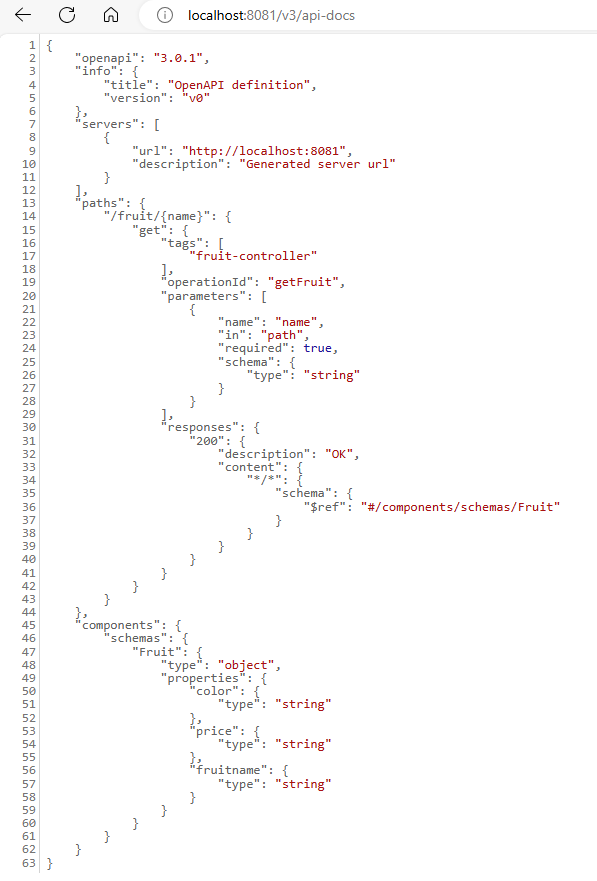 localhost:8081/v3/api-docs
1 {
2     "openapi": "3.0.1",
3     "info": {
4         "title": "OpenAPI definition",
5         "version": "v0"
6     },
7     "servers": [
8         {
9             "url": "http://localhost:8081",
10             "description": "Generated server url"
11         }
12     ],
13     "paths": {
14         "/fruit/{name}": {
15             "get": {
16                 "tags": [
17                     "fruit-controller"
18                 ],
19                 "operationId": "getFruit",
20                 "parameters": [
21                     {
22                         "name": "name",
23                         "in": "path",
24                         "required": true,
25                         "schema": {
26                             "type": "string"
27                         }
28                     }
29                 ],
30                 "responses": {
31                     "200": {
32                         "description": "OK",
33                         "content": {
34                             "*/*": {
35                                 "schema": {
36                                     "$ref": "#/components/schemas/Fruit"
37                                 }
38                             }
39                         }
40                     }
41                 }
42             }
43         }
44     },
45     "components": {
46         "schemas": {
47             "Fruit": {
48                 "type": "object",
49                 "properties": {
50                     "color": {
51                         "type": "string"
52                     },
53                     "price": {
54                         "type": "string"
55                     },
56                     "fruitname": {
57                         "type": "string"
58                     }
59                 }
60             }
61         }
62     }
63 }